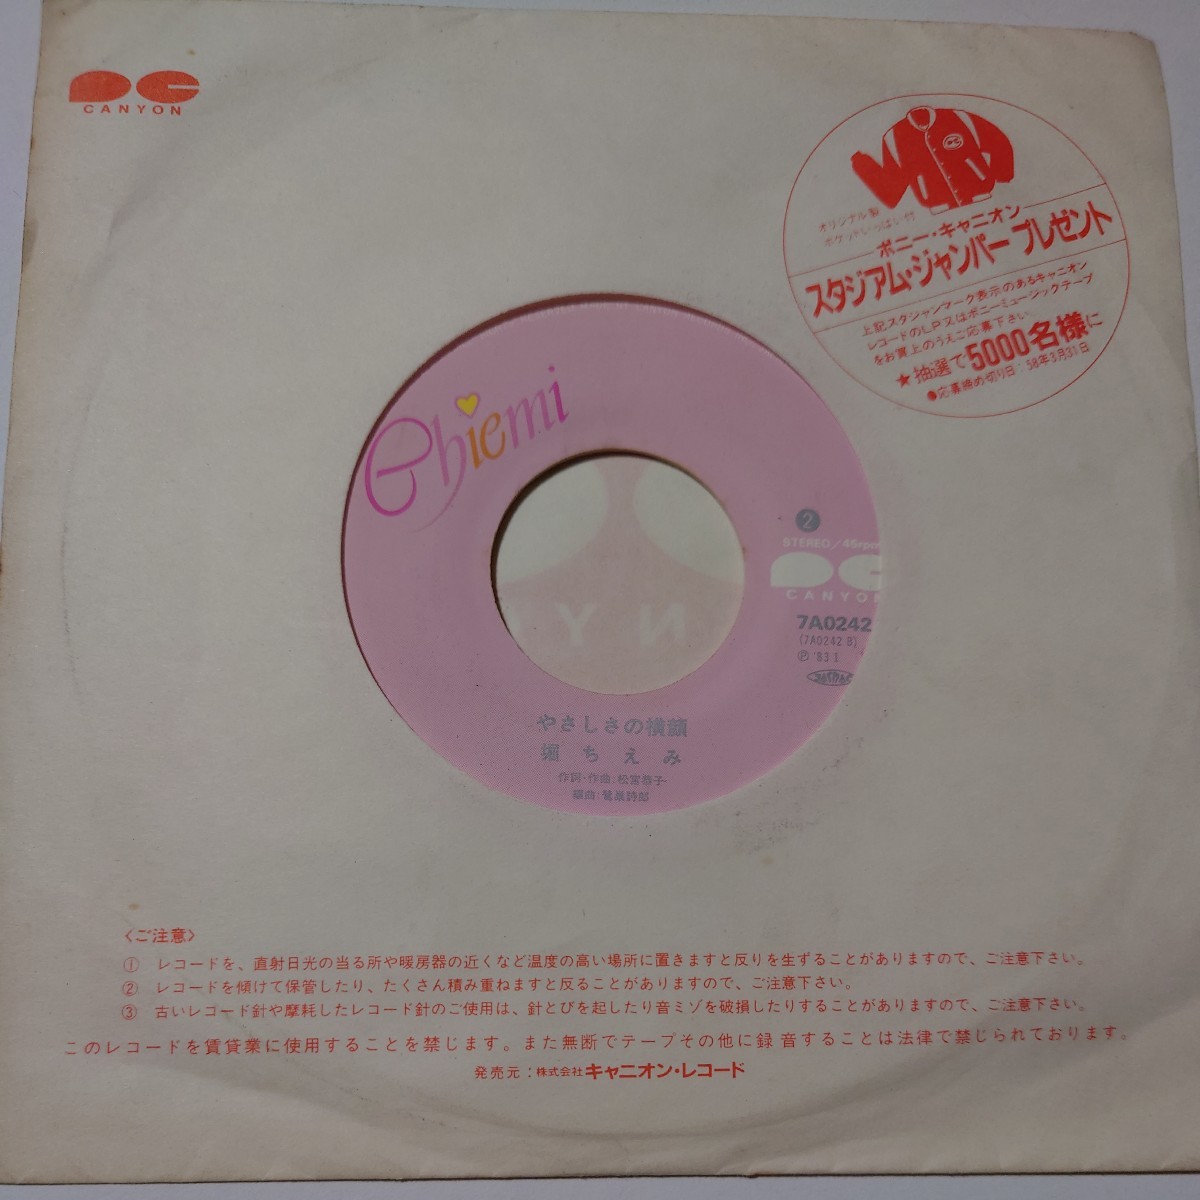 CANYON
オリジナル製
ポケットいっぱい付
ポニー・キャニオン
スタジアム・ジャンパー プレゼント
上記スタジャンマーク表示のあるキャニオン
レコードのLP又はポニーミュージックテープ
をお買上のうえご応募下さい
★抽選で5000名様に
●応募締め切り日：58年3月31日
Chiemi
2
STEREO/45rpm
CANYON
7A0242
(7A0242 B)
Ⓟ '83.1
JASRAC
やさしさの横顔
堀ちえみ
作詞・作曲：松宮恭子
編曲：鷺巣詩郎
〈ご注意〉
① レコードを、直射日光の当る所や暖房器の近くなど温度の高い場所に置きますと反りを生ずることがありますので、ご注意下さい。
② レコードを傾けて保管したり、たくさん積み重ねますと反ることがありますので、ご注意下さい。
③ 古いレコード針や摩耗したレコード針のご使用は、針とびを起したり音ミゾを破損したりすることがありますので、ご注意下さい。
このレコードを賃貸業に使用することを禁じます。また無断でテープその他に録音することは法律で禁じられております。
発売元：株式会社キャニオン・レコード